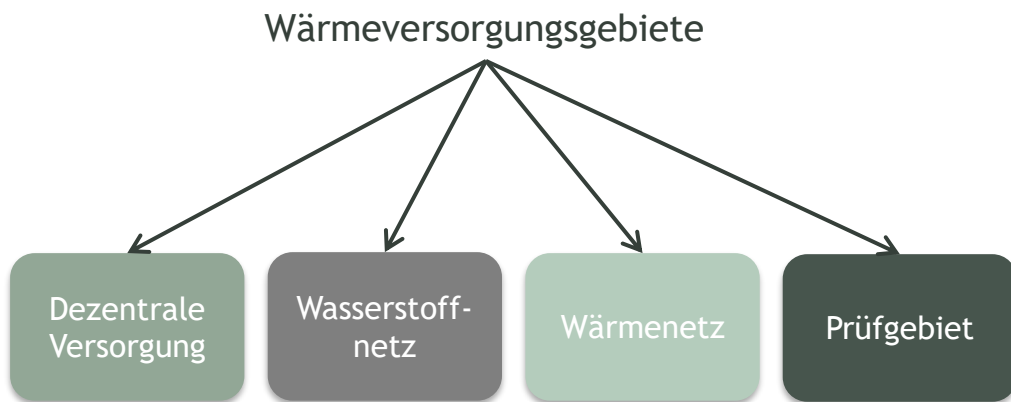 Wärmeversorgungsgebiete
Dezentrale
Versorgung
Wasserstoff-
netz
Wärmenetz
Prüfgebiet